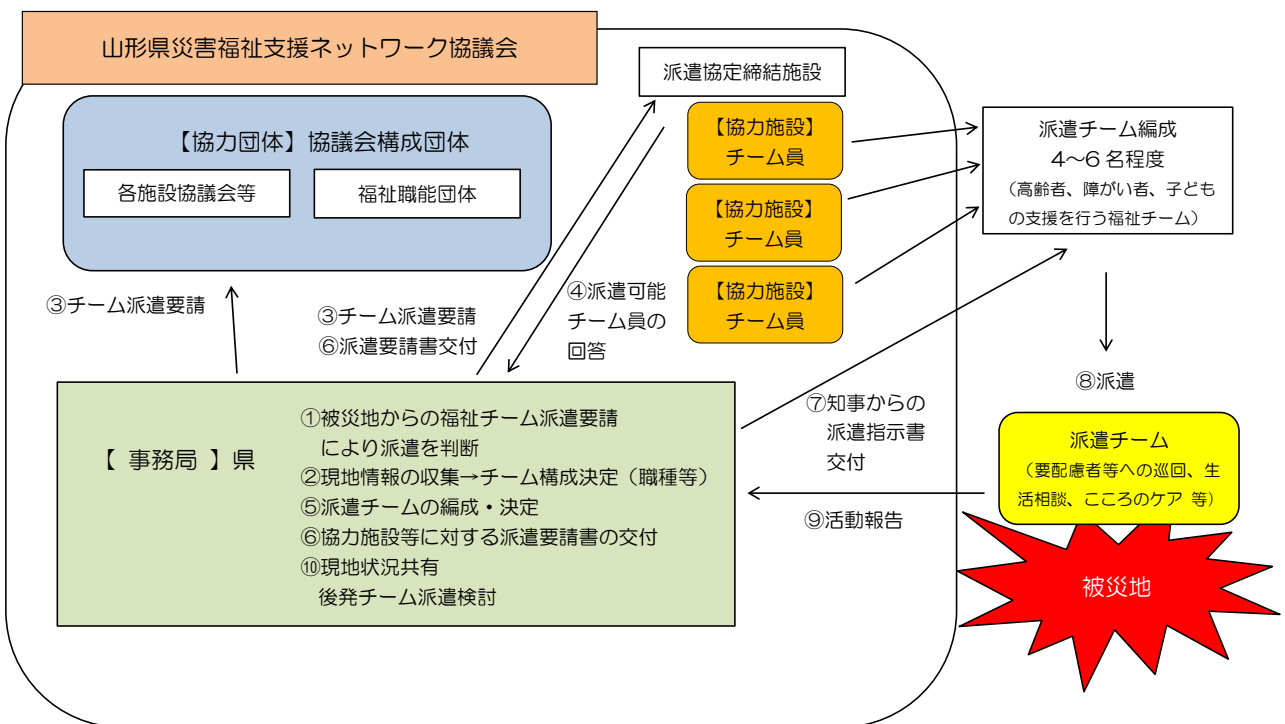 山形県災害福祉支援ネットワーク協議会
派遣協定締結施設
【協力団体】協議会構成団体
各施設協議会等
福祉職能団体
【協力施設】
チーム員
【協力施設】
チーム員
【協力施設】
チーム員
派遣チーム編成
4～6名程度
（高齢者、障がい者、子ども
の支援を行う福祉チーム）
③チーム派遣要請
③チーム派遣要請
⑥派遣要請書交付
④派遣可能
チーム員の
回答
【 事務局 】県
①被災地からの福祉チーム派遣要請
により派遣を判断
②現地情報の収集→チーム構成決定（職種等）
⑤派遣チームの編成・決定
⑥協力施設等に対する派遣要請書の交付
⑩現地状況共有
後発チーム派遣検討
⑦知事からの
派遣指示書
交付
⑧派遣
派遣チーム
（要配慮者等への巡回、生
活相談、こころのケア 等）
⑨活動報告
被災地